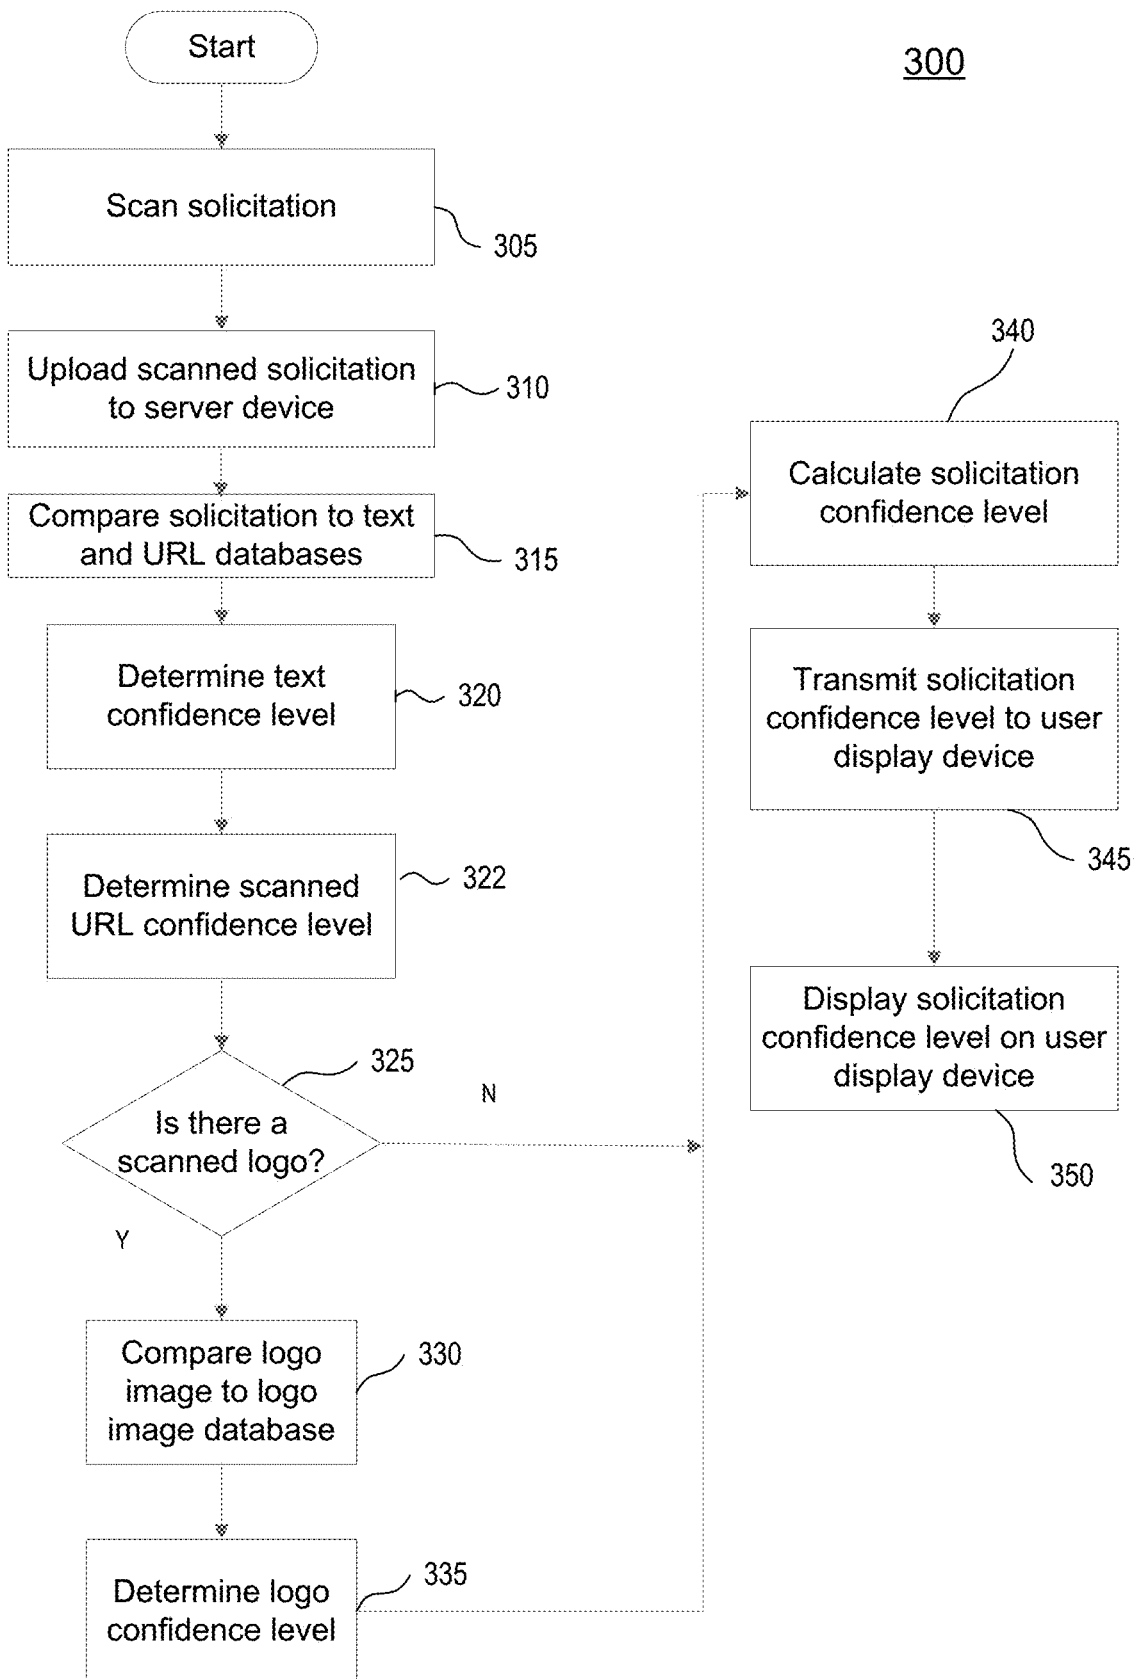 Start
300
Scan solicitation
305
Upload scanned solicitation
to server device
310
Compare solicitation to text
and URL databases
315
Determine text
confidence level
320
Determine scanned
URL confidence level
322
Is there a
scanned logo?
325
N
Y
Compare logo
image to logo
image database
330
Determine logo
confidence level
335
340
Calculate solicitation
confidence level
Transmit solicitation
confidence level to user
display device
345
Display solicitation
confidence level on user
display device
350